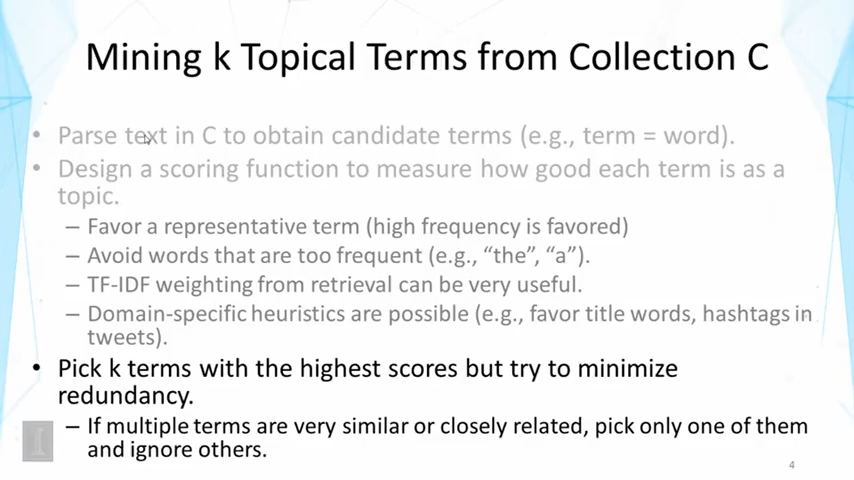 Mining k Topical Terms from Collection C
• Parse text in C to obtain candidate terms (e.g., term = word).
• Design a scoring function to measure how good each term is as a
topic.
– Favor a representative term (high frequency is favored)
– Avoid words that are too frequent (e.g., “the”, “a”).
– TF-IDF weighting from retrieval can be very useful.
– Domain-specific heuristics are possible (e.g., favor title words, hashtags in
tweets).
• Pick k terms with the highest scores but try to minimize
redundancy.
– If multiple terms are very similar or closely related, pick only one of them
and ignore others.
4